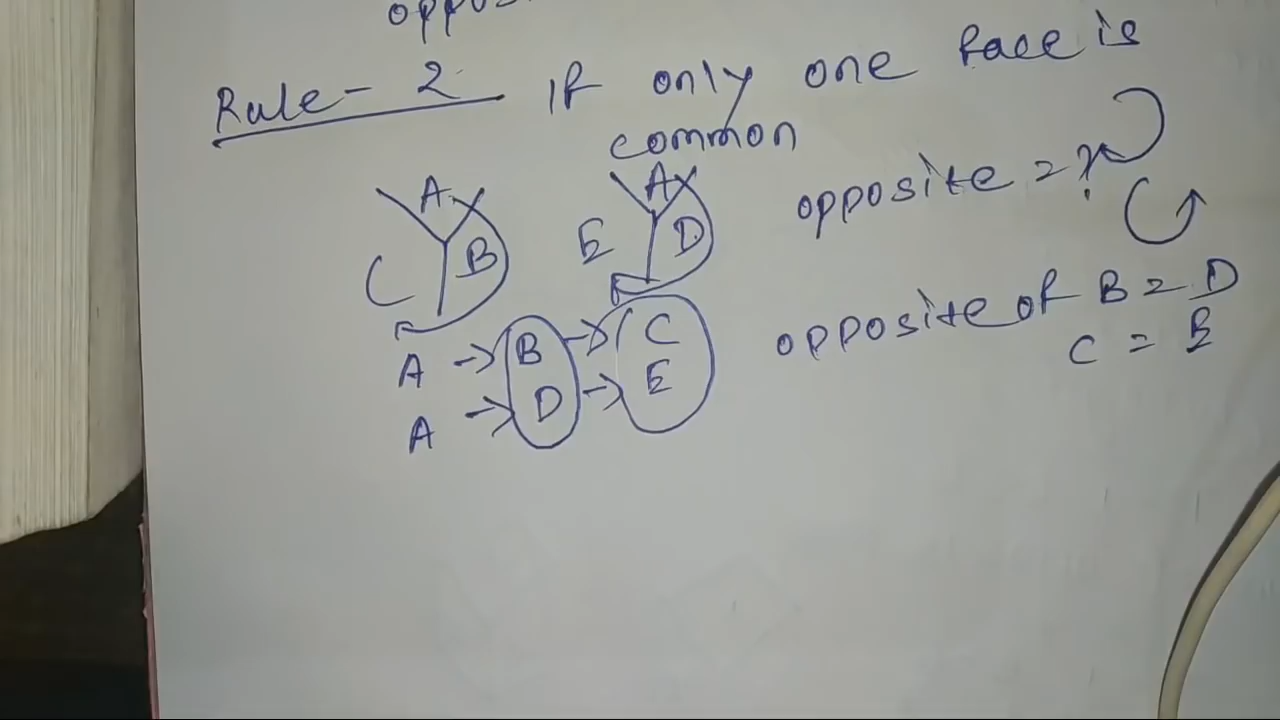 Rule - 2 If only one face is
common
A
C B
A
E D
opposite = ?
A → B → C
A → D → E
opposite of B = D
C = E